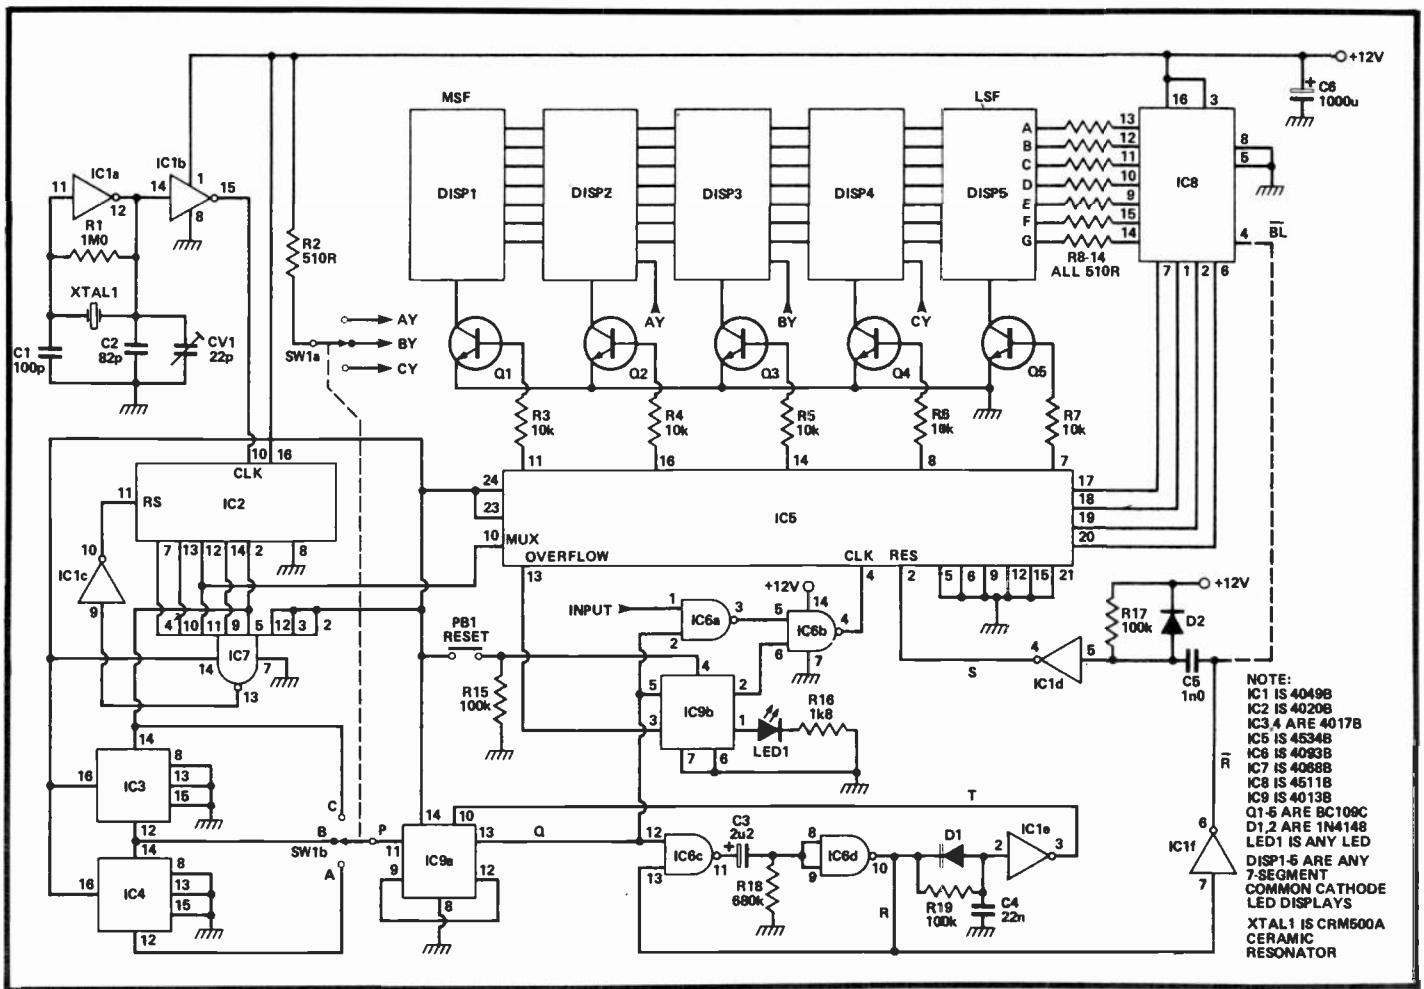 +12V
C6
1000u
+
MSF
LSF
16
3
DISP1
DISP2
DISP3
DISP4
DISP5
A
B
C
D
E
F
G
13
12
11
10
9
15
14
R8-14
ALL 510R
IC8
8
5
4
BL
7
1
2
6
IC1a
11
12
IC1b
14
1
15
8
R1
1M0
XTAL1
C1
100p
C2
82p
CV1
22p
R2
510R
SW1a
AY
BY
CY
AY
BY
CY
Q1
Q2
Q3
Q4
Q5
R3
10k
R4
10k
R5
10k
R6
10k
R7
10k
10
16
CLK
11
RS
IC2
7
13
12
14
2
8
10
IC1c
9
4
10
11
9
5
12
3
2
IC7
14
7
13
11
16
14
8
7
24
23
10
MUX
OVERFLOW
IC5
CLK
RES
17
18
19
20
13
4
2
5
6
9
12
15
21
INPUT
1
2
IC6a
3
+12V
14
5
6
IC6b
4
7
PB1
RESET
R15
100k
4
5
3
IC9b
2
1
7
6
LED1
R16
1k8
S
4
IC1d
5
R17
100k
+12V
D2
C5
1n0
14
16
IC3
8
13
15
12
14
16
IC4
8
13
15
12
C
B
A
SW1b
P
14
10
11
13
IC9a
9
12
8
Q
T
12
13
IC6c
11
C3
2u2
+
R18
680k
8
9
IC6d
10
R
D1
R19
100k
C4
22n
2
IC1e
3
R
6
IC1f
7
NOTE:
IC1 IS 4049B
IC2 IS 4020B
IC3,4 ARE 4017B
IC5 IS 4534B
IC6 IS 4093B
IC7 IS 4068B
IC8 IS 4511B
IC9 IS 4013B
Q1-5 ARE BC109C
D1,2 ARE 1N4148
LED1 IS ANY LED
DISP1-5 ARE ANY
7-SEGMENT
COMMON CATHODE
LED DISPLAYS
XTAL1 IS CRM500A
CERAMIC
RESONATOR